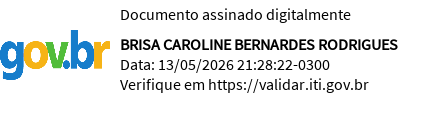 Documento assinado digitalmente
gov.br
BRISA CAROLINE BERNARDES RODRIGUES
Data: 13/05/2026 21:28:22-0300
Verifique em https://validar.iti.gov.br